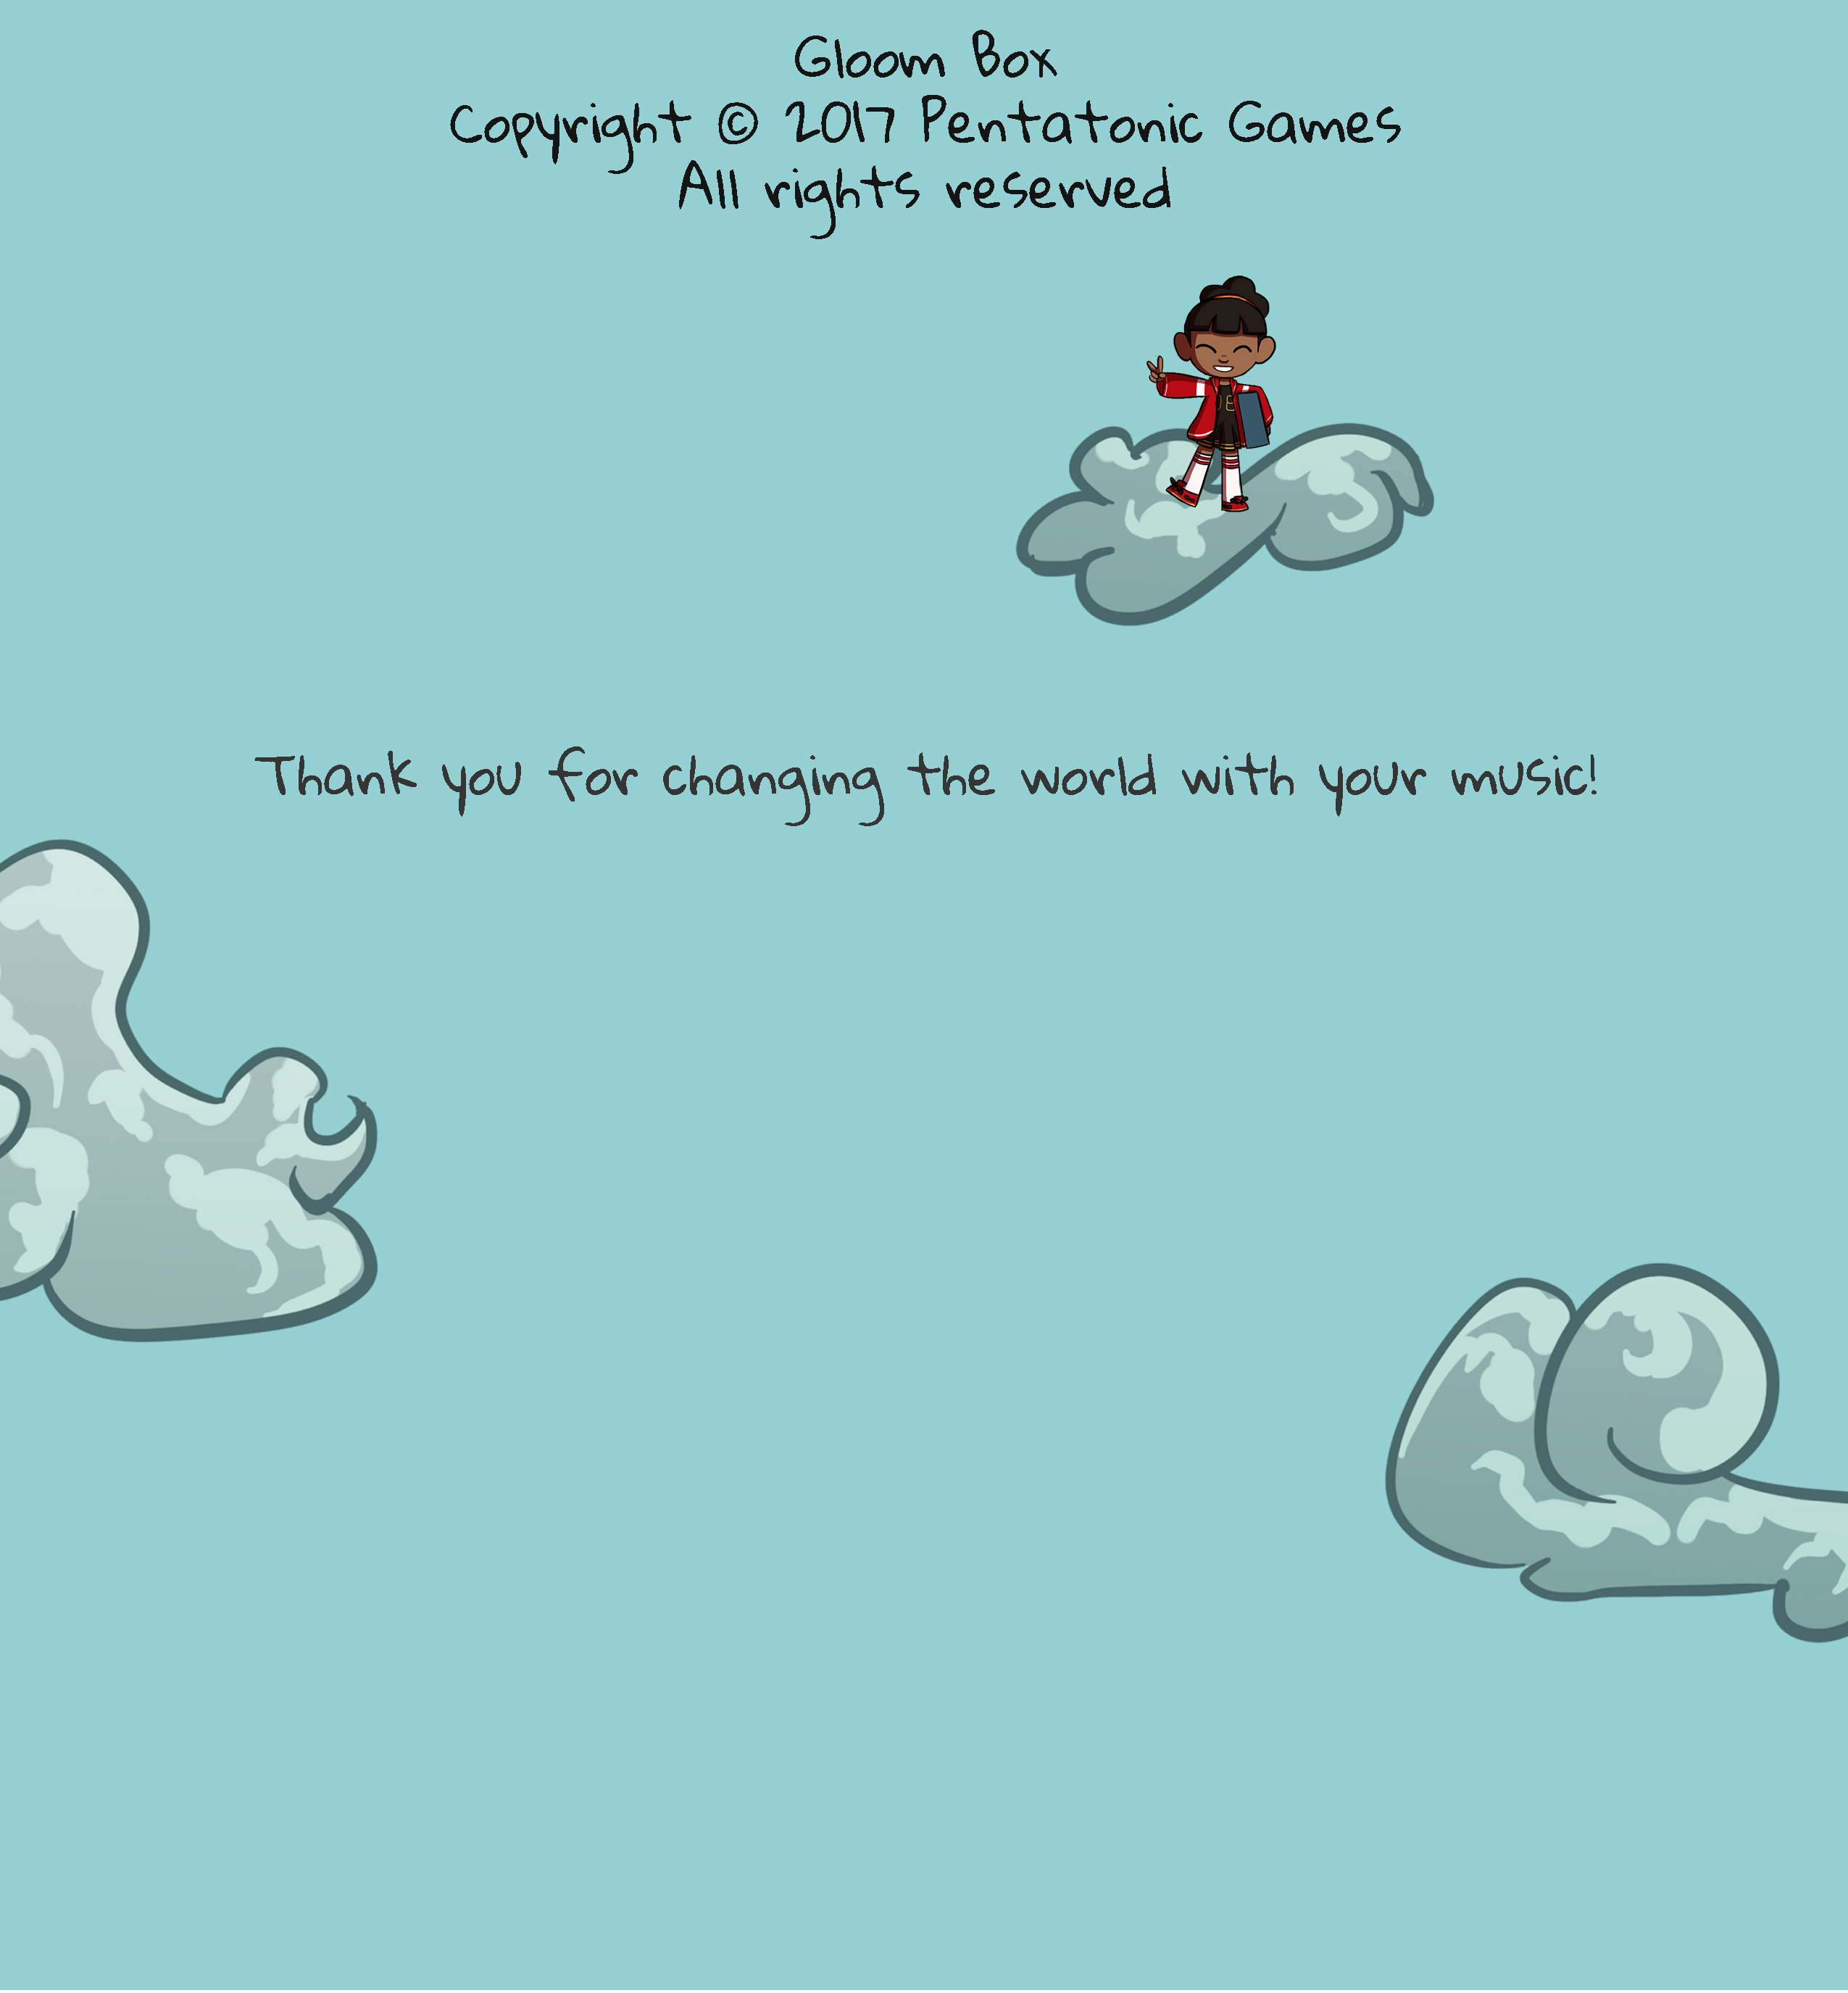 Gloom Box
Copyright © 2017 Pentatonic Games
All rights reserved
Thank you for changing the world with your music!